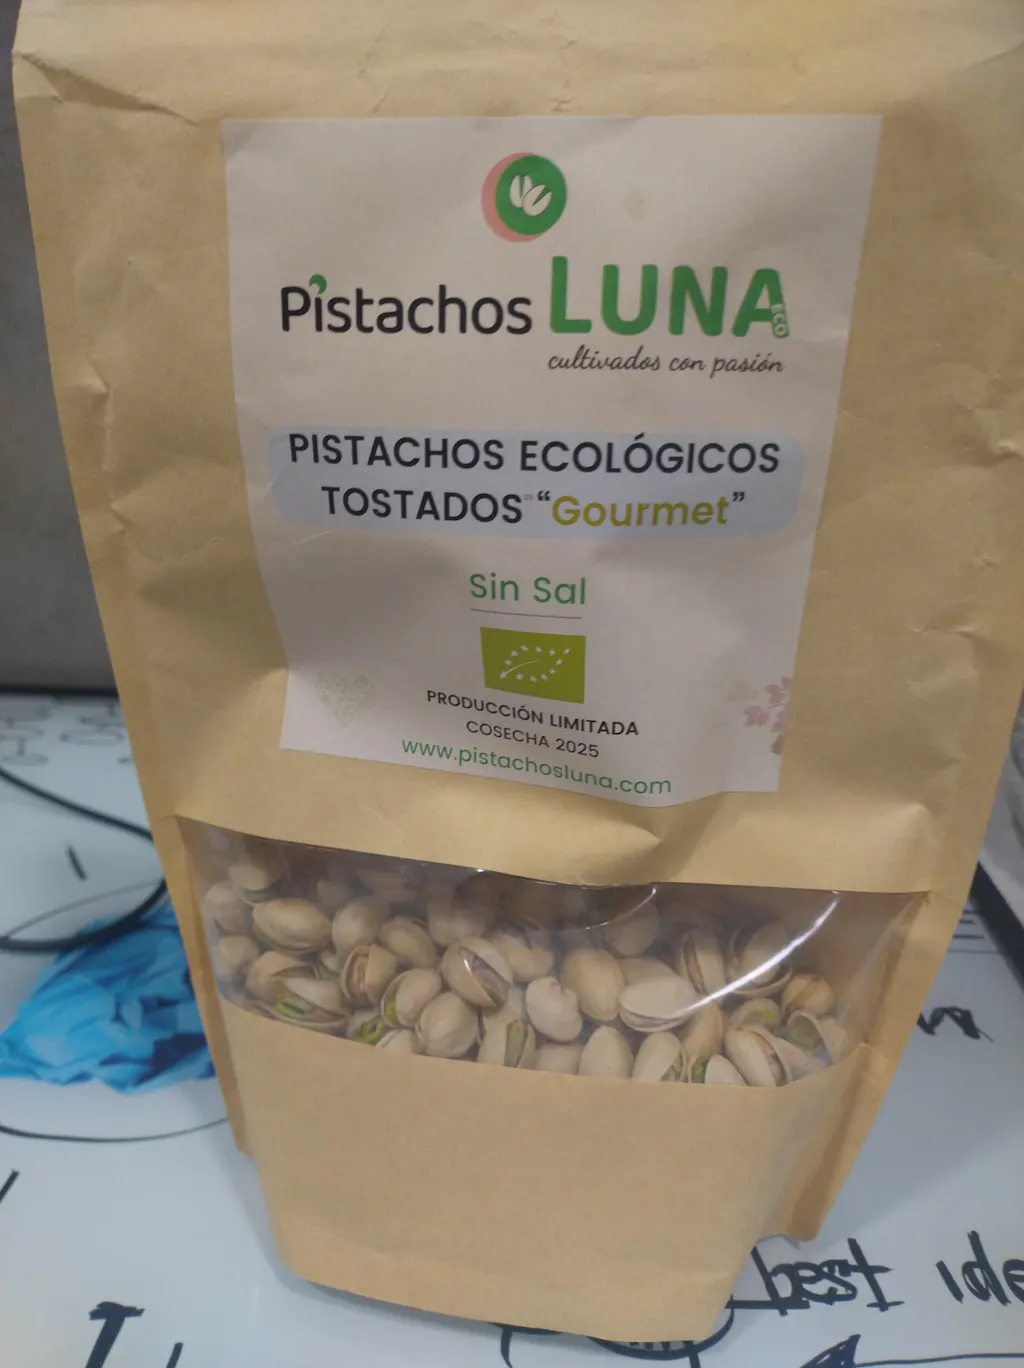 Pistachos LUNA ECO
cultivados con pasión
PISTACHOS ECOLÓGICOS
TOSTADOS "Gourmet"
Sin Sal
PRODUCCIÓN LIMITADA
COSECHA 2025
www.pistachosluna.com
best ide